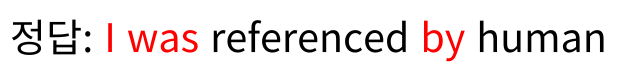 정답: I was referenced by human